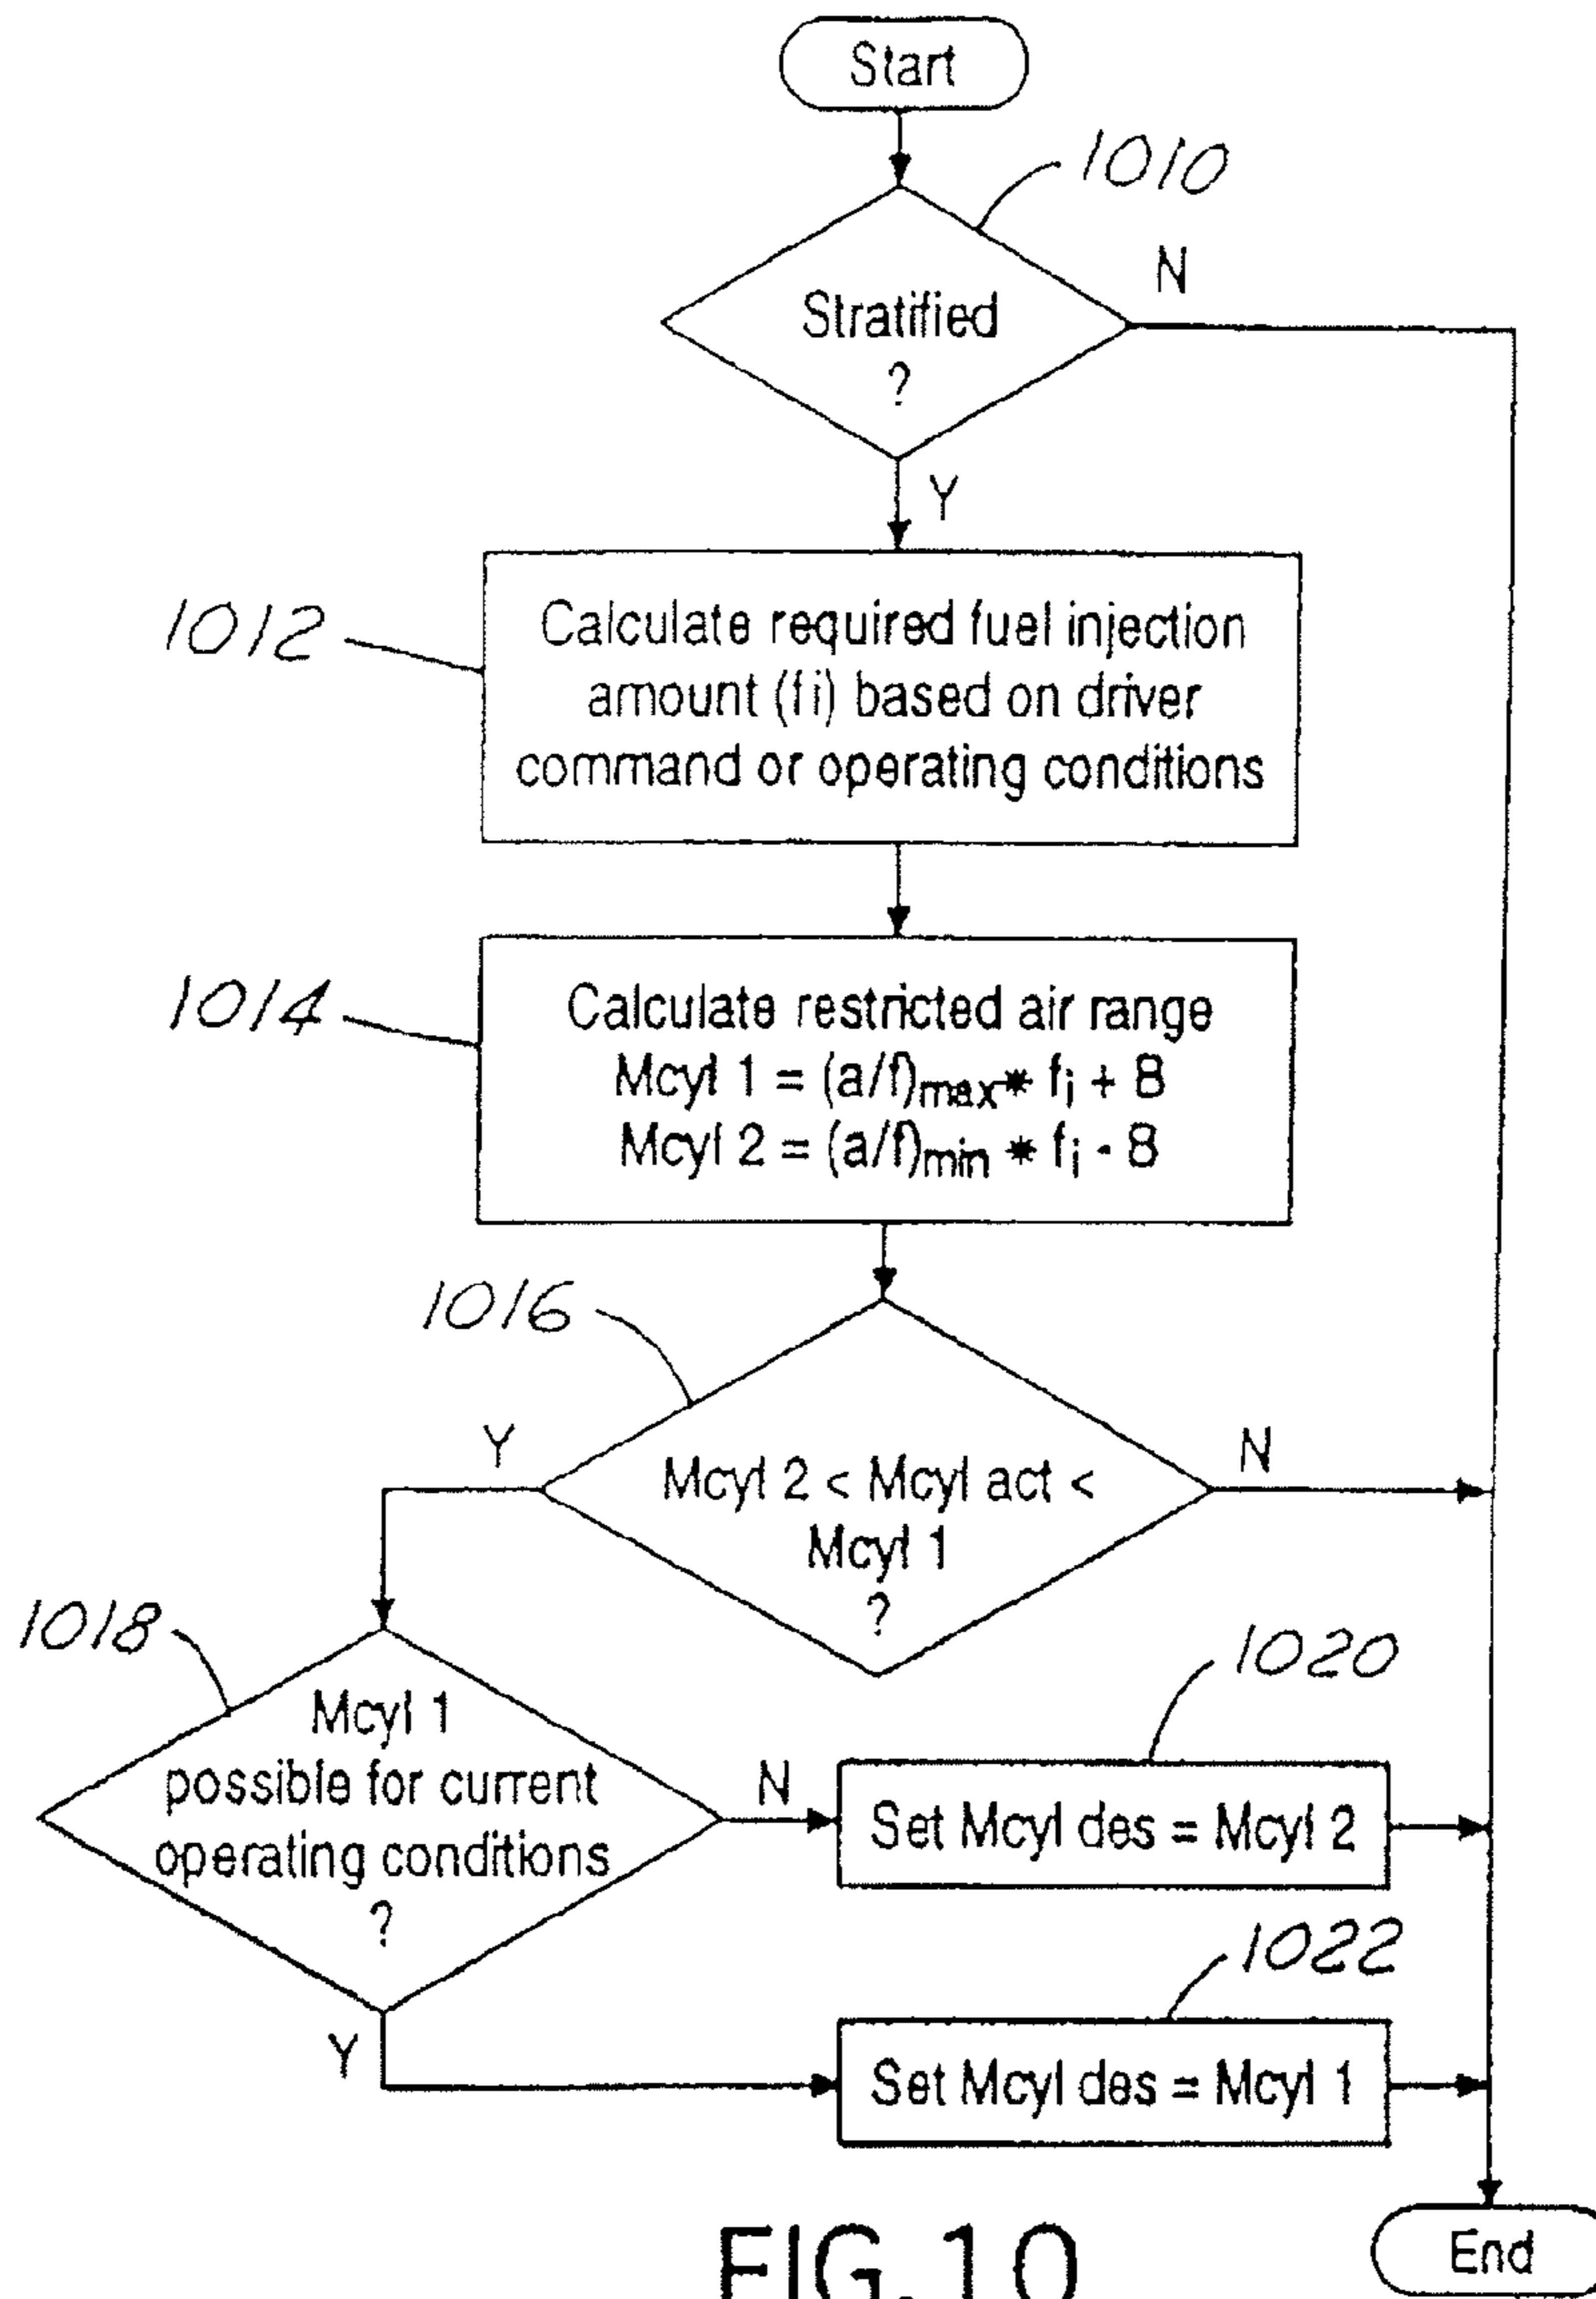 Start
1010
N
Stratified
?
Y
1012
Calculate required fuel injection
amount (fi) based on driver
command or operating conditions
1014
Calculate restricted air range
Mcyl 1 = (a/f)max* fi + B
Mcyl 2 = (a/f)min * fi - B
1016
Y
N
Mcyl 2 < Mcyl act <
Mcyl 1
?
1018
Mcyl 1
possible for current
operating conditions
?
N
1020
Set Mcyl des = Mcyl 2
1022
Y
Set Mcyl des = Mcyl 1
FIG.10
End